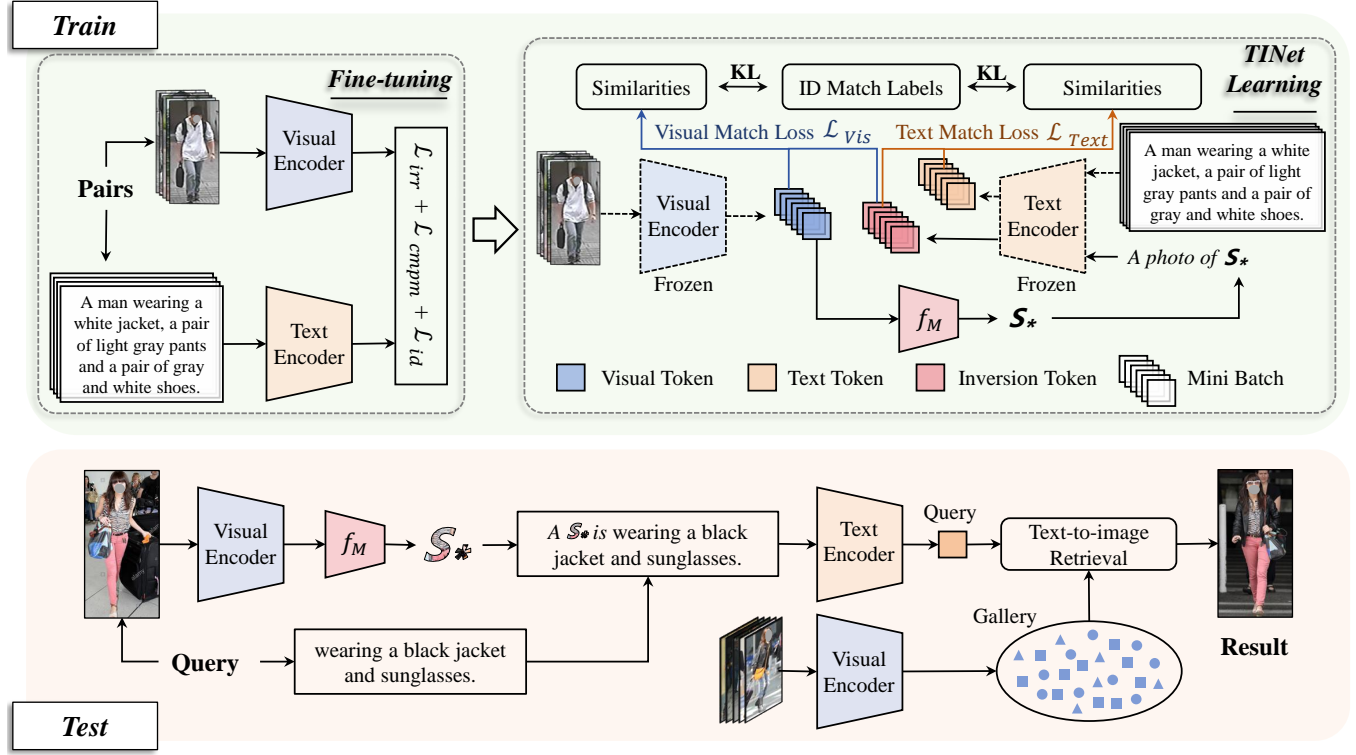 Train
Fine-tuning
Pairs
Visual
Encoder
A man wearing a
white jacket, a pair
of light gray pants
and a pair of gray
and white shoes.
Text
Encoder
ℒ irr + ℒ cmpm + ℒ id
TINet
Learning
Similarities
KL
ID Match Labels
KL
Similarities
Visual Match Loss ℒ Vis
Text Match Loss ℒ Text
Visual
Encoder
Frozen
Text
Encoder
Frozen
A man wearing a white
jacket, a pair of light
gray pants and a pair of
gray and white shoes.
A photo of S*
f_M
S*
Visual Token
Text Token
Inversion Token
Mini Batch
Visual
Encoder
f_M
S*
A S* is wearing a black
jacket and sunglasses.
Text
Encoder
Query
Text-to-image
Retrieval
Result
Query
wearing a black jacket
and sunglasses.
Visual
Encoder
Gallery
Test